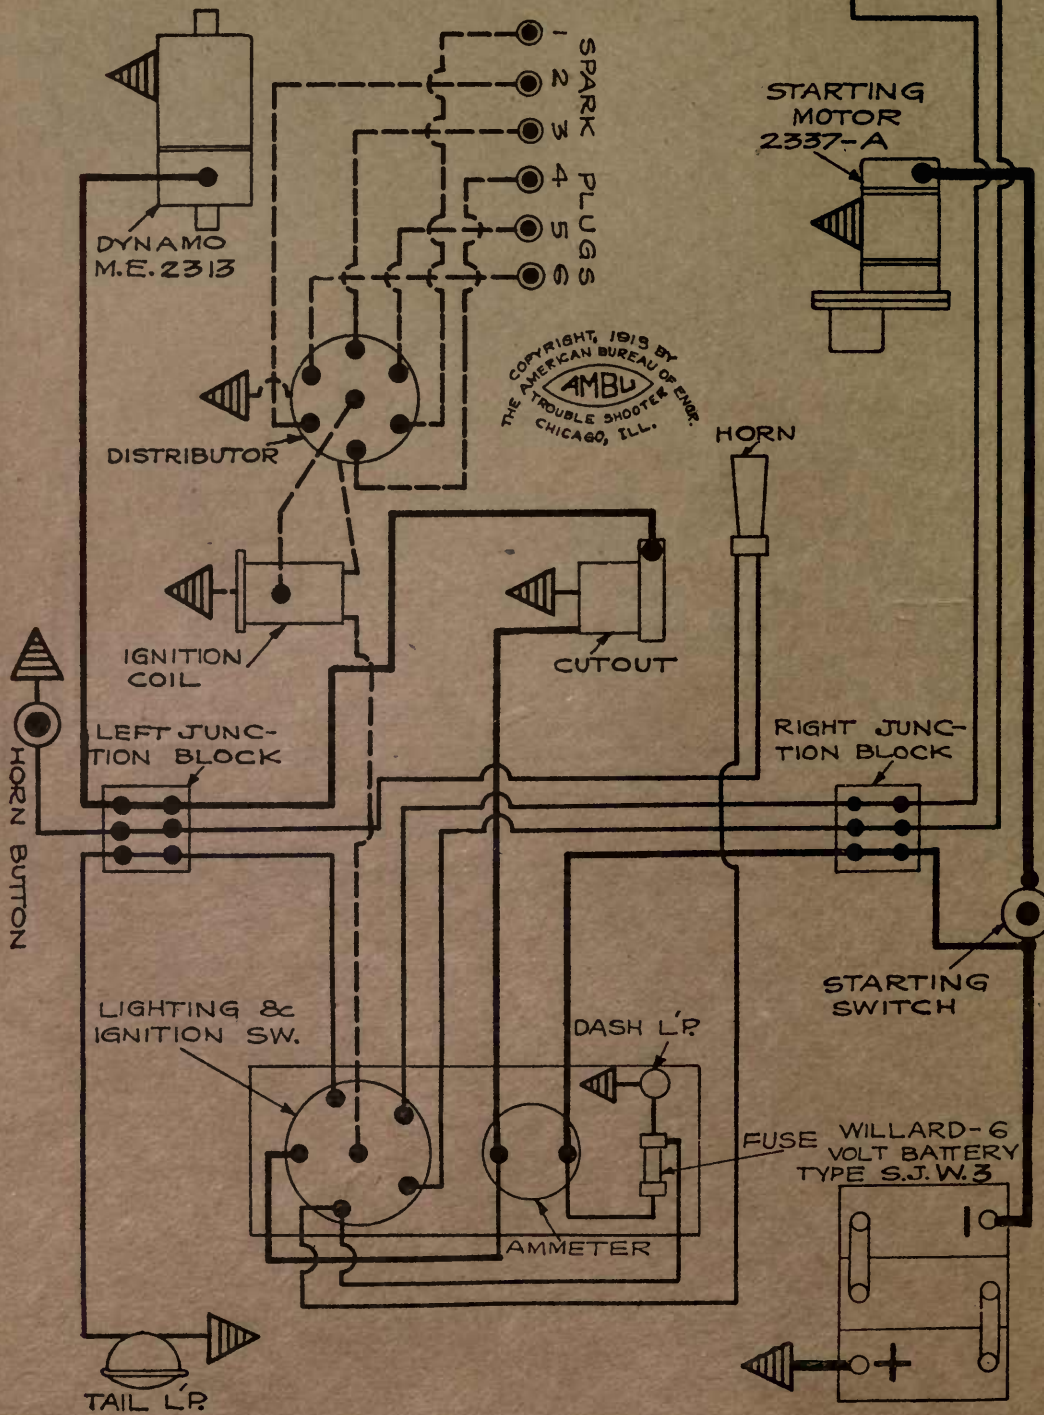 1
2
3
4
5
6
SPARK PLUGS
STARTING
MOTOR
2337-A
DYNAMO
M.E. 2313
COPYRIGHT, 1919 BY
THE AMERICAN BUREAU OF ENGR.
AMBU
TROUBLE SHOOTER
CHICAGO, ILL.
DISTRIBUTOR
HORN
IGNITION
COIL
CUTOUT
HORN BUTTON
LEFT JUNC-
TION BLOCK
RIGHT JUNC-
TION BLOCK
STARTING
SWITCH
LIGHTING &
IGNITION SW.
DASH L'P.
FUSE
WILLARD-6
VOLT BATTERY
TYPE S.J.W.3
AMMETER
TAIL L'P.
−
+